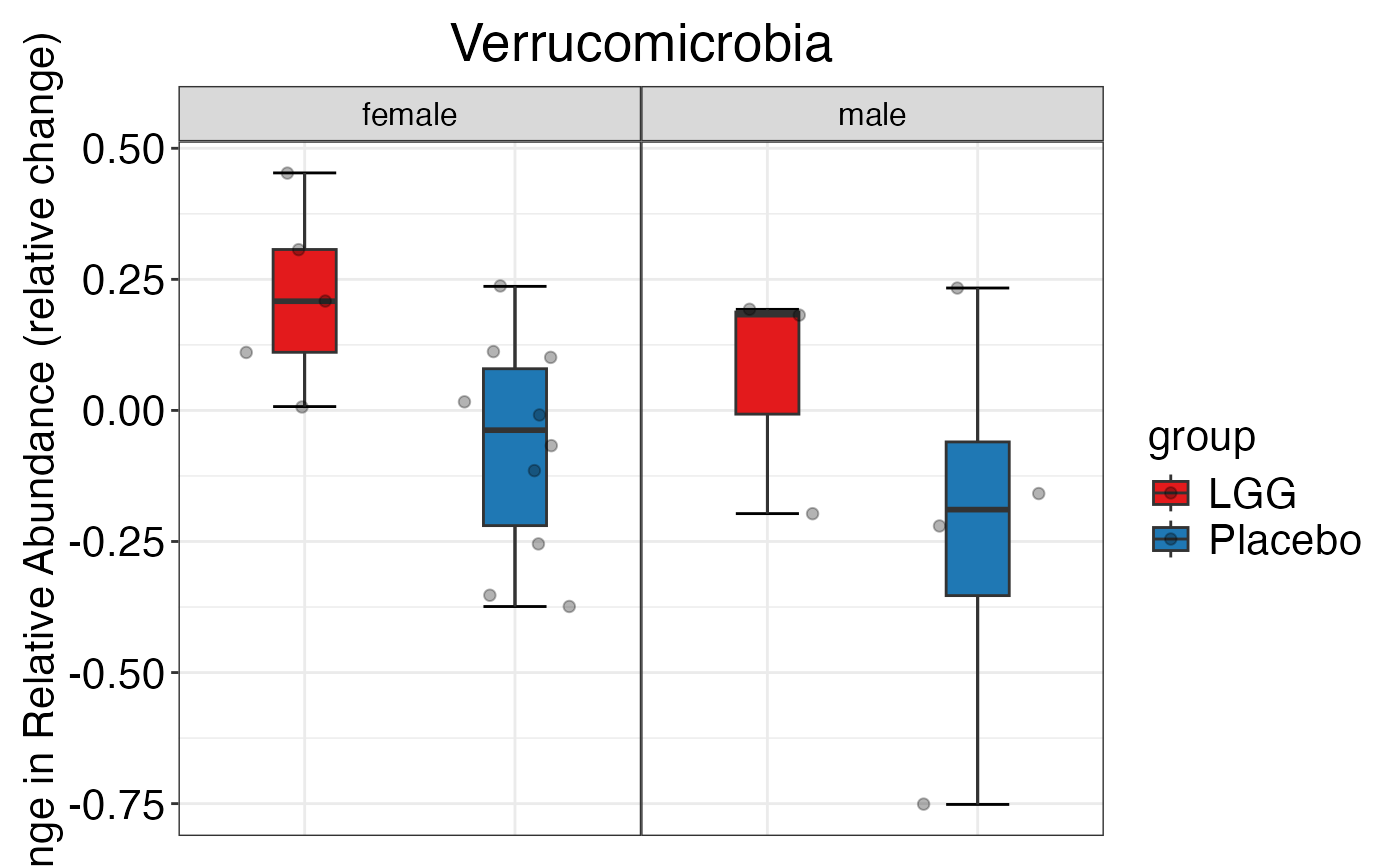 Verrucomicrobia
female
male
nge in Relative Abundance (relative change)
0.50
0.25
0.00
-0.25
-0.50
-0.75
group
LGG
Placebo